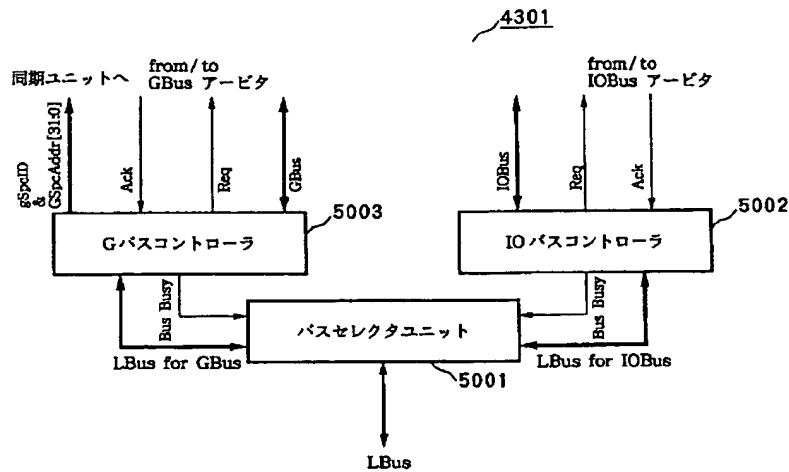 4301
同期ユニットへ
from/to
GBus アービタ
from/to
IOBus アービタ
gSpcID
&
GSpcAddr[31:0]
Ack
Req
GBus
IOBus
Req
Ack
Gバスコントローラ
5003
IOバスコントローラ
5002
Bus Busy
Bus Busy
バスセレクタユニット
LBus for GBus
5001
LBus for IOBus
LBus